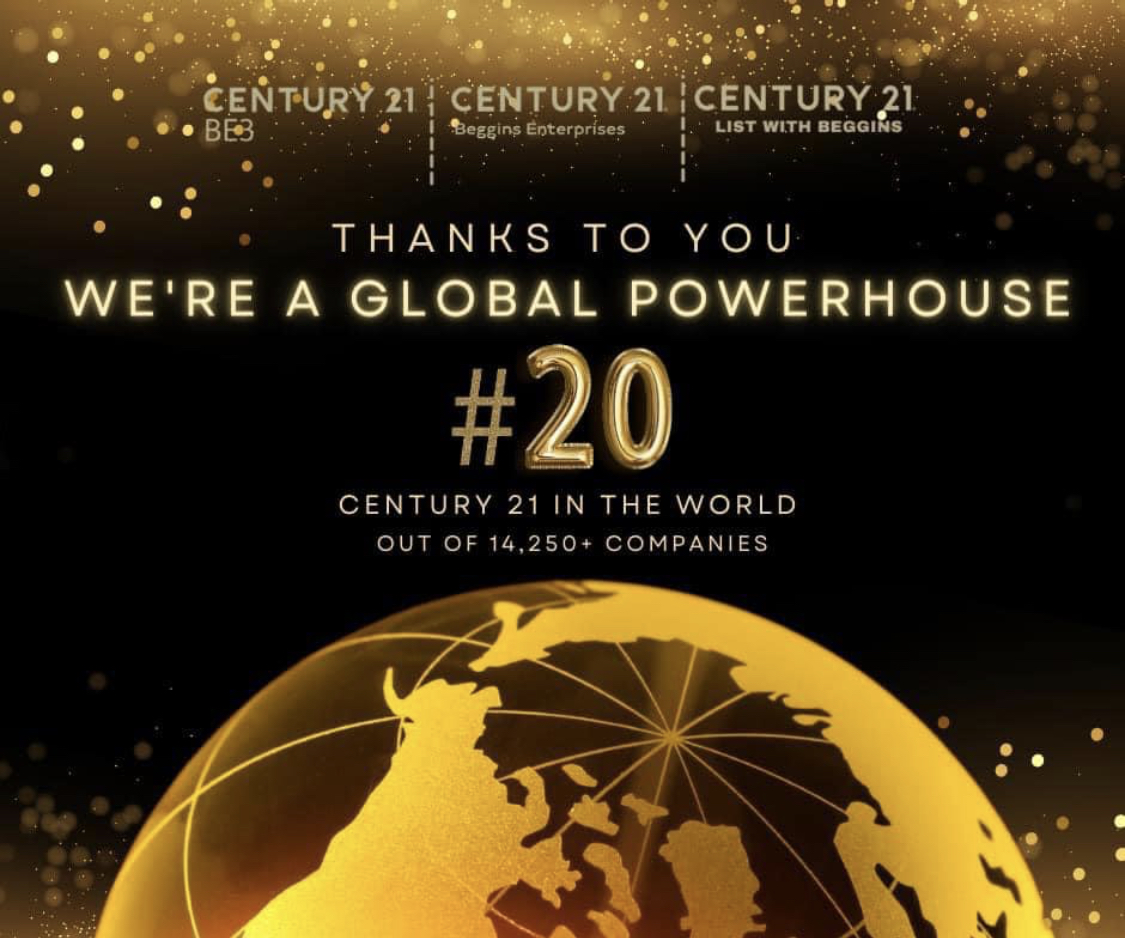 CENTURY 21 CENTURY 21 CENTURY 21
BE3 Beggins Enterprises LIST WITH BEGGINS
THANKS TO YOU
WE'RE A GLOBAL POWERHOUSE
#20
CENTURY 21 IN THE WORLD
OUT OF 14,250+ COMPANIES